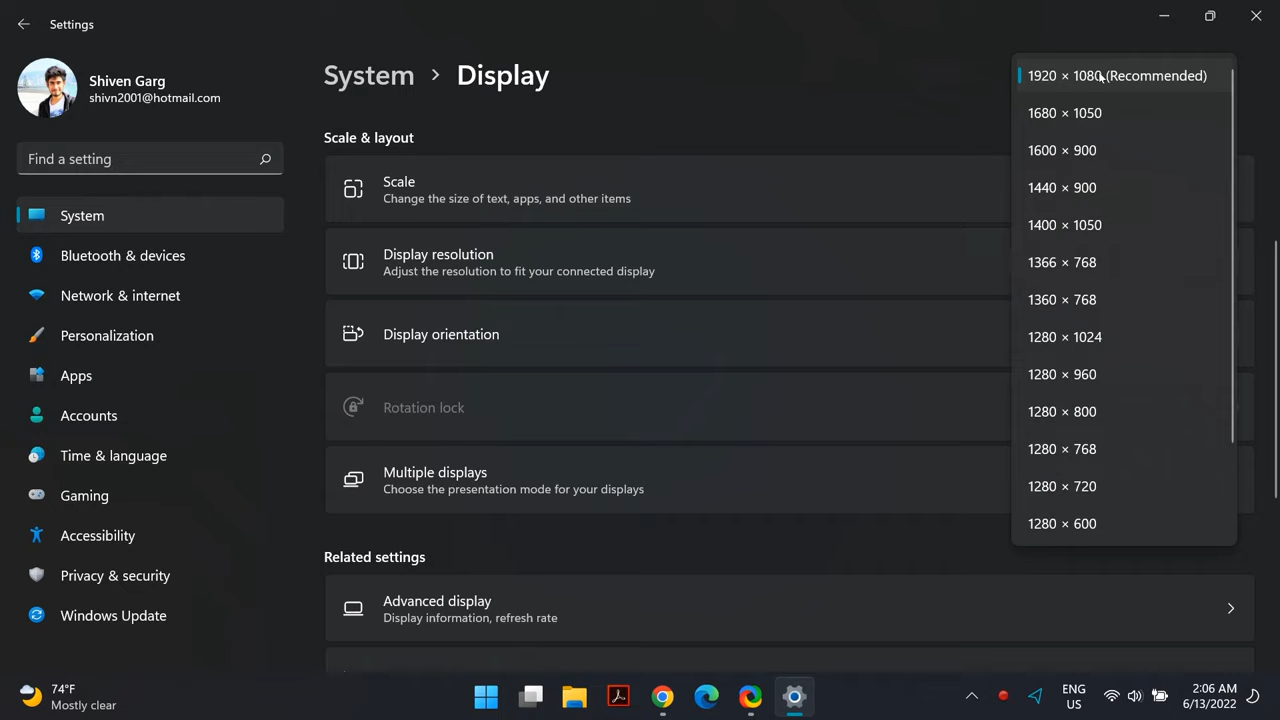 Settings
Shiven Garg
shivn2001@hotmail.com
Find a setting
System
Bluetooth & devices
Network & internet
Personalization
Apps
Accounts
Time & language
Gaming
Accessibility
Privacy & security
Windows Update
System > Display
Scale & layout
Scale
Change the size of text, apps, and other items
Display resolution
Adjust the resolution to fit your connected display
Display orientation
Rotation lock
Multiple displays
Choose the presentation mode for your displays
Related settings
Advanced display
Display information, refresh rate
1920 × 1080 (Recommended)
1680 × 1050
1600 × 900
1440 × 900
1400 × 1050
1366 × 768
1360 × 768
1280 × 1024
1280 × 960
1280 × 800
1280 × 768
1280 × 720
1280 × 600
74°F
Mostly clear
ENG
US
2:06 AM
6/13/2022